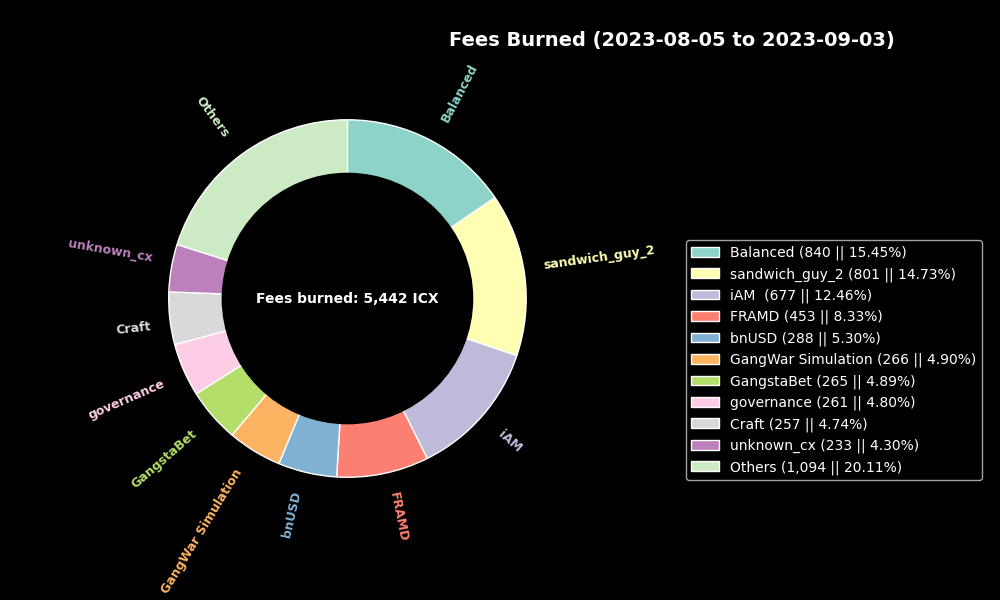 Fees Burned (2023-08-05 to 2023-09-03)
Balanced
Others
sandwich_guy_2
unknown_cx
Fees burned: 5,442 ICX
Craft
governance
iAM
GangstaBet
GangWar Simulation
bnUSD
FRAMD
Balanced (840 || 15.45%)
sandwich_guy_2 (801 || 14.73%)
iAM  (677 || 12.46%)
FRAMD (453 || 8.33%)
bnUSD (288 || 5.30%)
GangWar Simulation (266 || 4.90%)
GangstaBet (265 || 4.89%)
governance (261 || 4.80%)
Craft (257 || 4.74%)
unknown_cx (233 || 4.30%)
Others (1,094 || 20.11%)